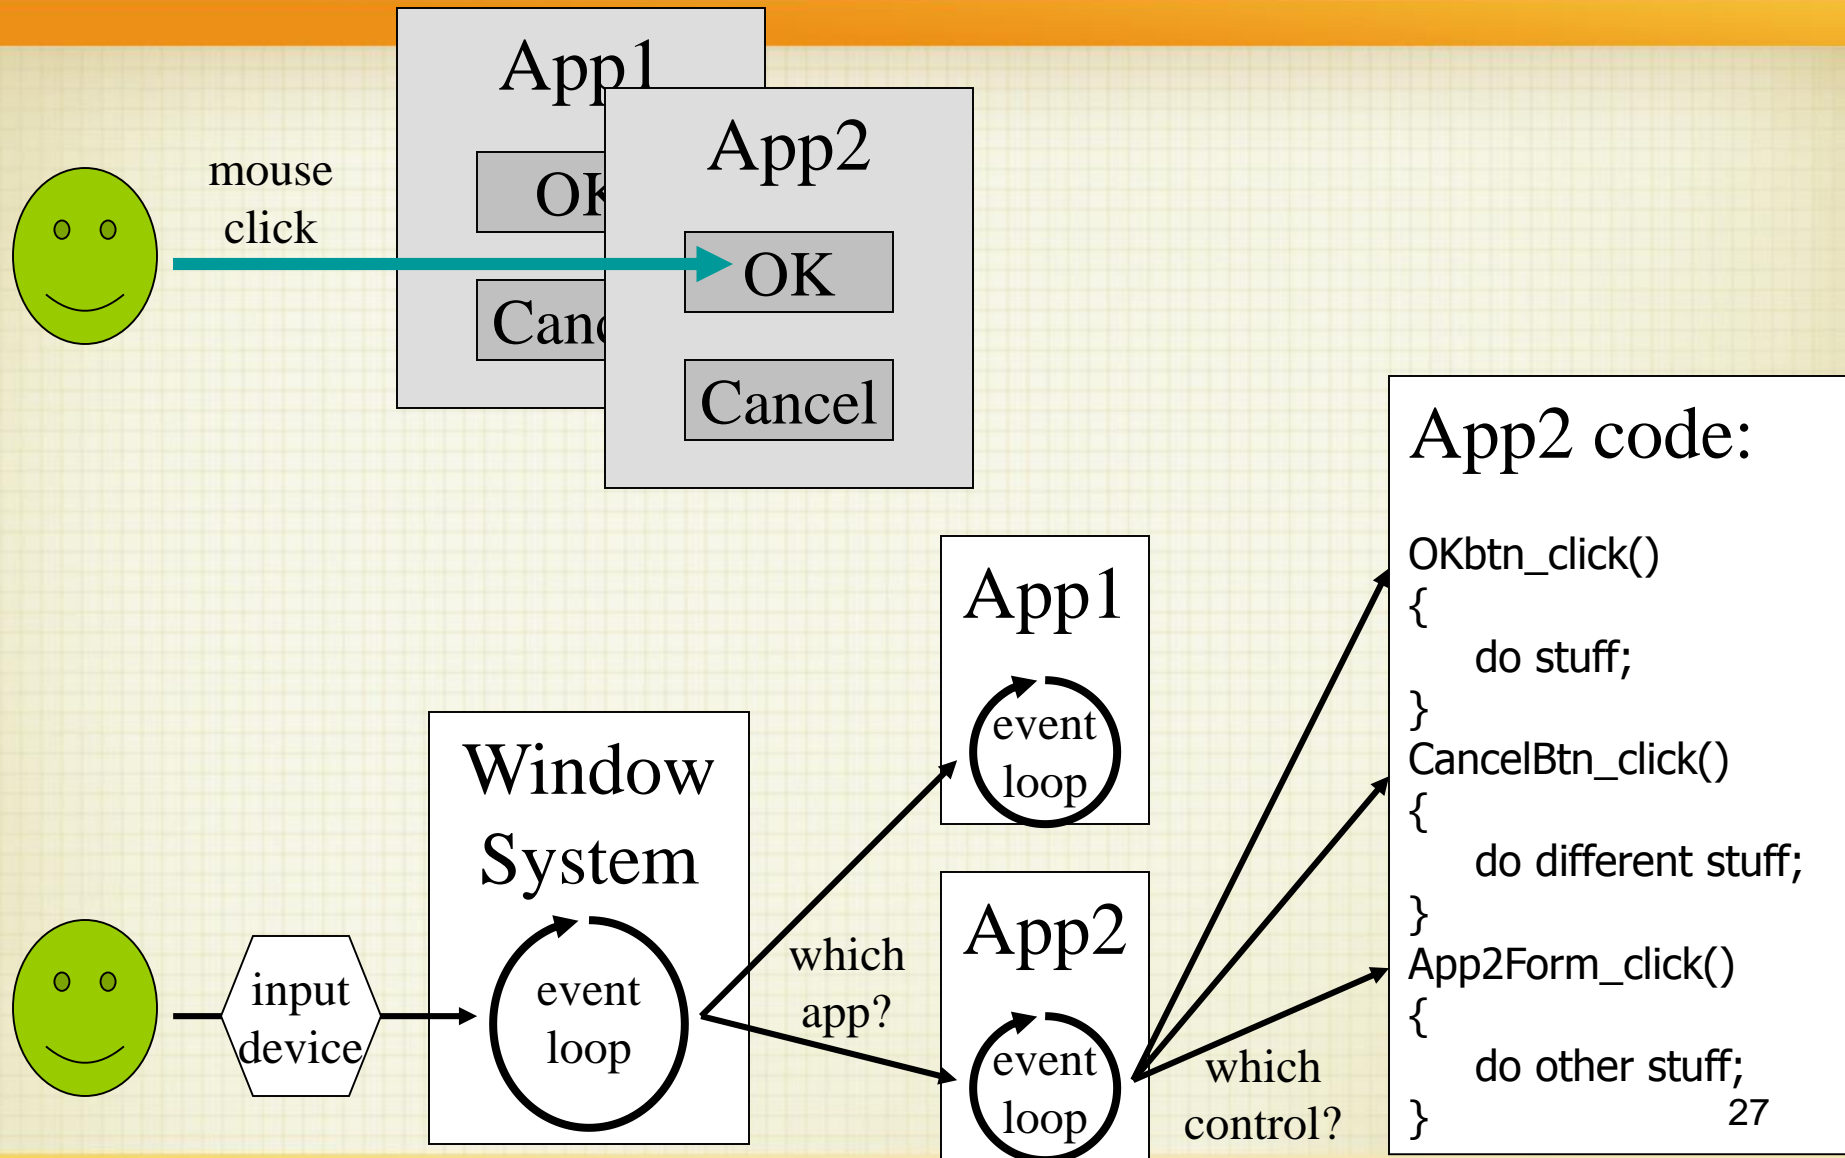 App1
OK
Canc
App2
OK
Cancel
mouse
click
input
device
Window
System
event
loop
which
app?
App1
event
loop
App2
event
loop
which
control?
App2 code:
OKbtn_click()
{
do stuff;
}
CancelBtn_click()
{
do different stuff;
}
App2Form_click()
{
do other stuff;
}
27